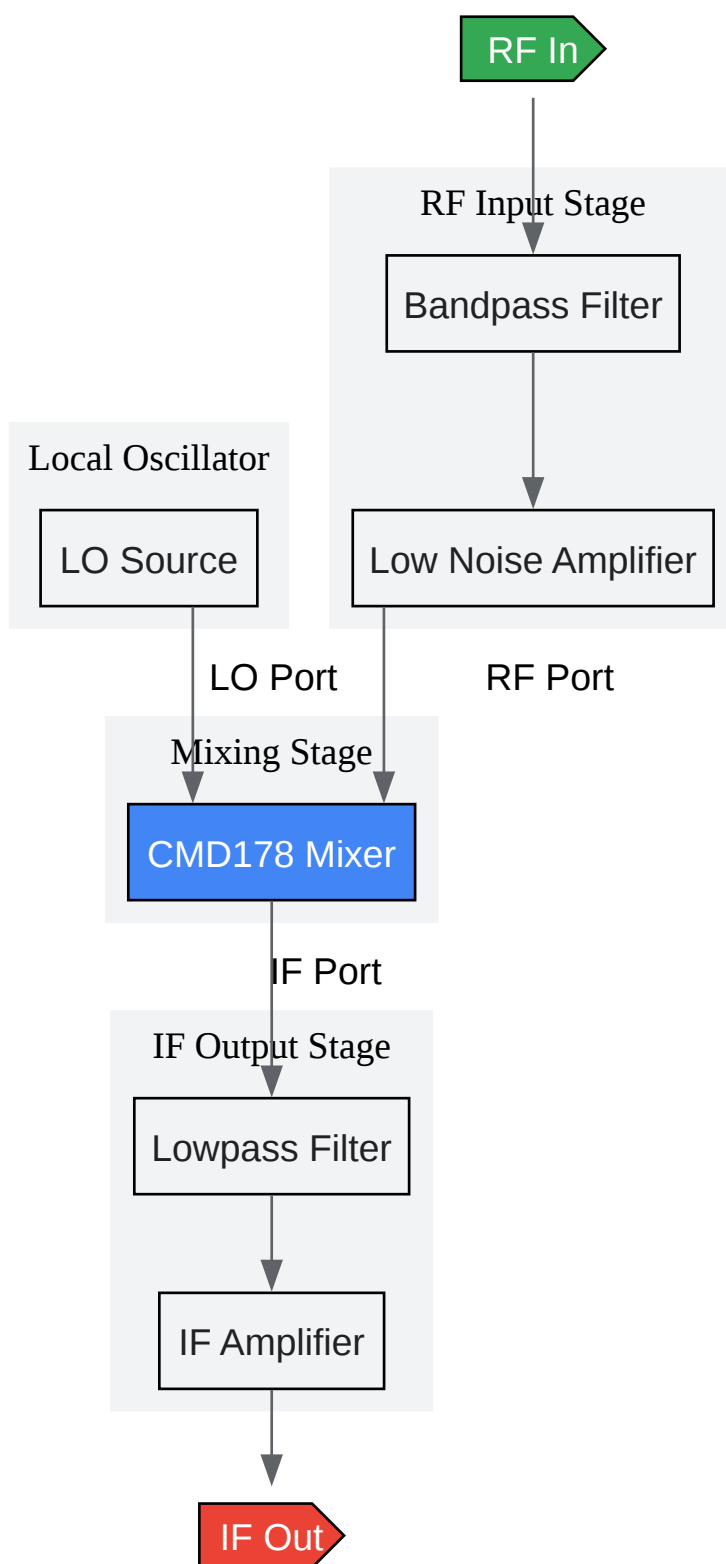 RF In
RF Input Stage
Bandpass Filter
Local Oscillator
LO Source
Low Noise Amplifier
LO Port
RF Port
Mixing Stage
CMD178 Mixer
IF Port
IF Output Stage
Lowpass Filter
IF Amplifier
IF Out